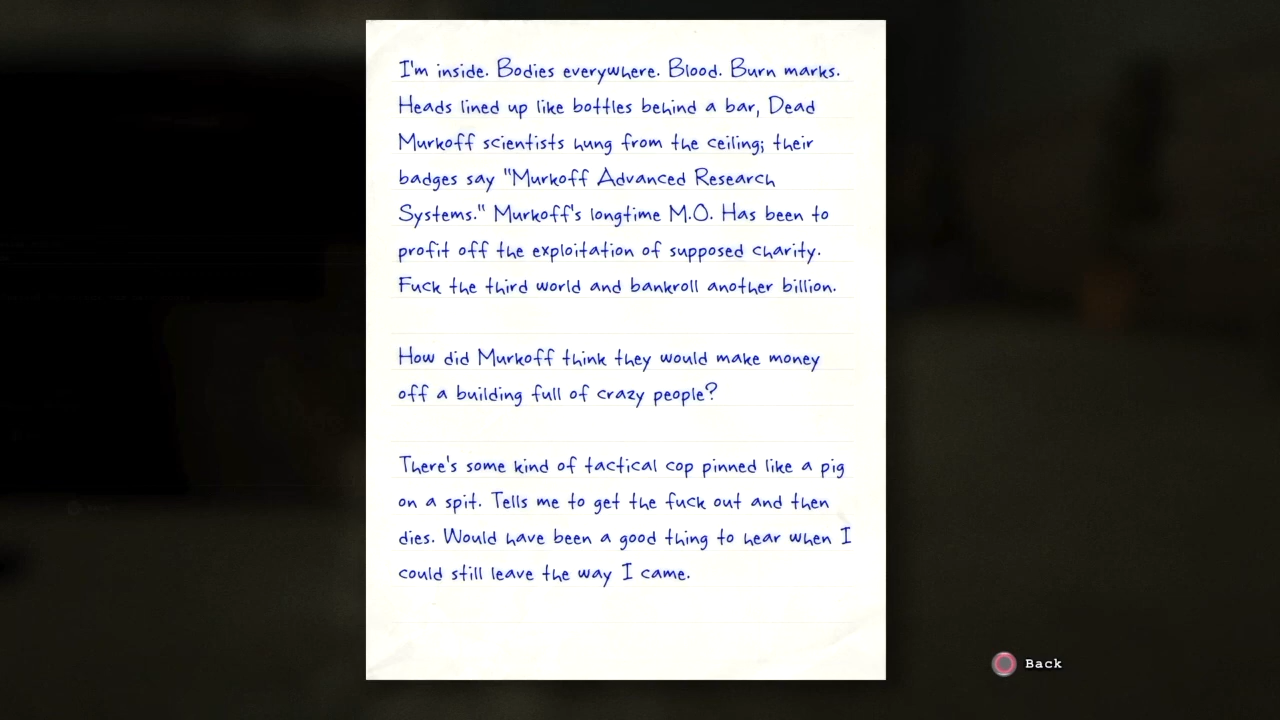 I'm inside. Bodies everywhere. Blood. Burn marks.
Heads lined up like bottles behind a bar, Dead
Murkoff scientists hung from the ceiling; their
badges say "Murkoff Advanced Research
Systems." Murkoff's longtime M.O. Has been to
profit off the exploitation of supposed charity.
Fuck the third world and bankroll another billion.
How did Murkoff think they would make money
off a building full of crazy people?
There's some kind of tactical cop pinned like a pig
on a spit. Tells me to get the fuck out and then
dies. Would have been a good thing to hear when I
could still leave the way I came.
Back